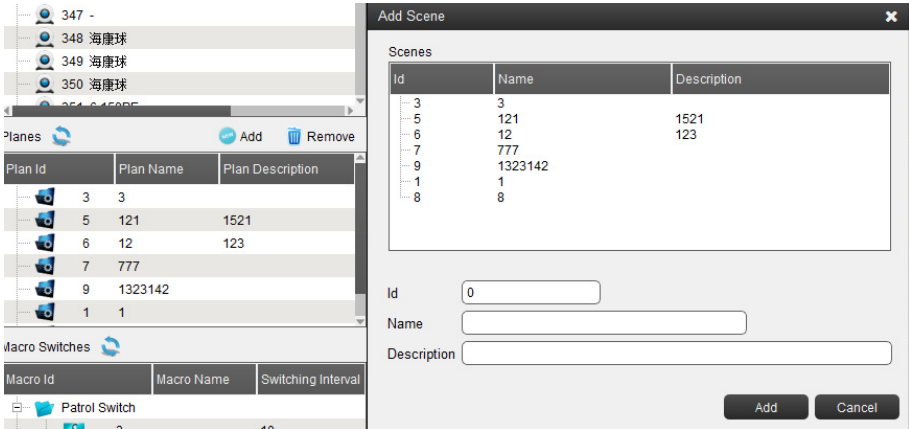 347 -
348 海康球
349 海康球
350 海康球
Planes Add Remove
Plan Id Plan Name Plan Description
3 3
5 121 1521
6 12 123
7 777
9 1323142
1 1
Macro Switches
Macro Id Macro Name Switching Interval
Patrol Switch
Add Scene
Scenes
Id Name Description
3 3
5 121 1521
6 12 123
7 777
9 1323142
1 1
8 8
Id 0
Name
Description
Add Cancel